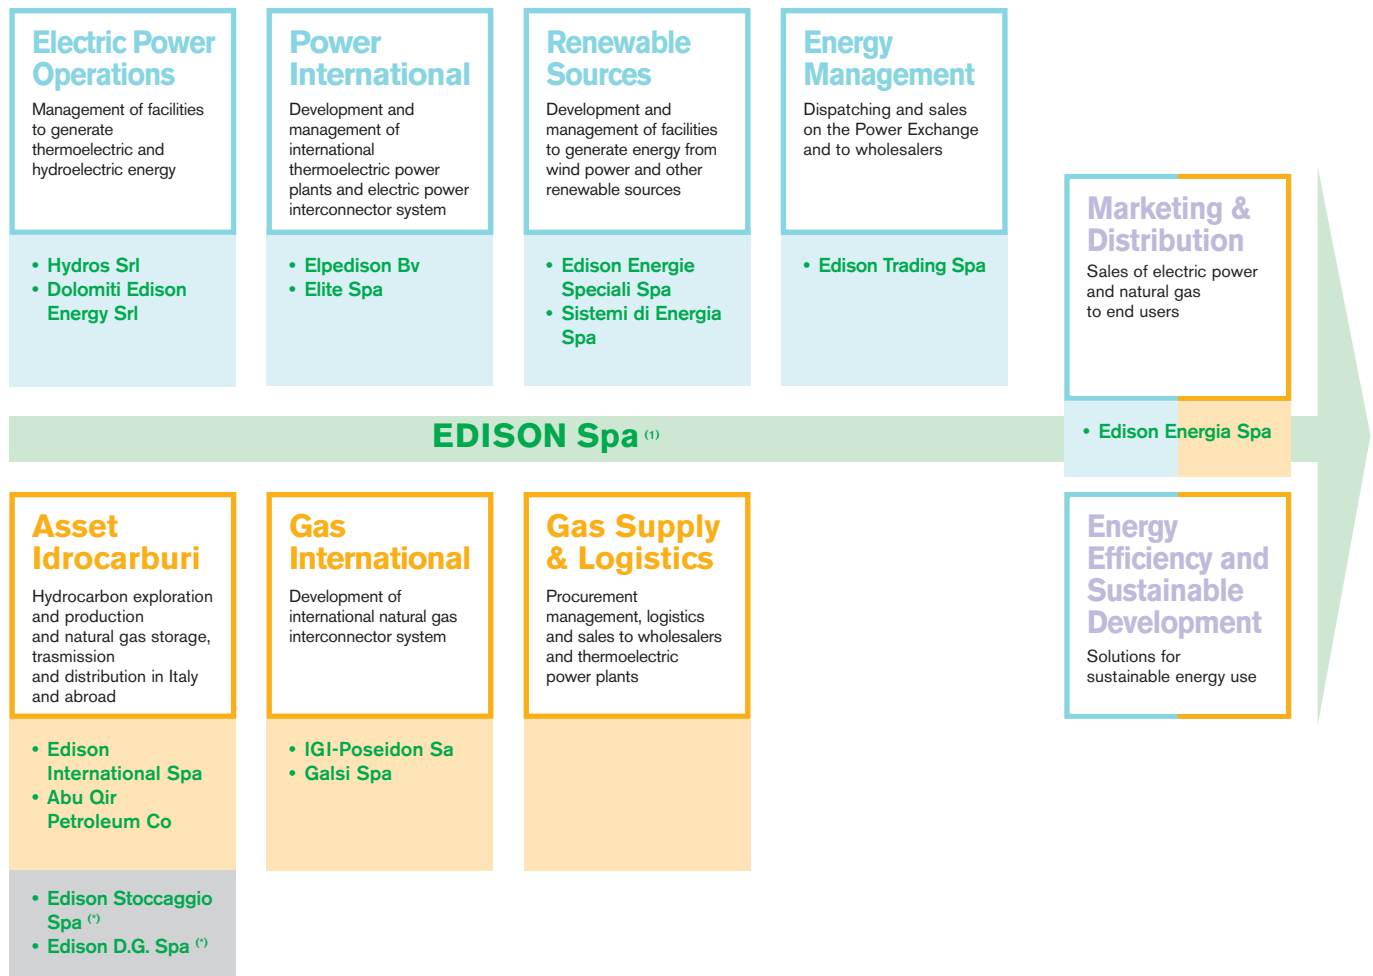 Electric Power
Operations
Management of facilities
to generate
thermoelectric and
hydroelectric energy
• Hydros Srl
• Dolomiti Edison
Energy Srl
Power
International
Development and
management of
international
thermoelectric power
plants and electric power
interconnector system
• Elpedison Bv
• Elite Spa
Renewable
Sources
Development and
management of facilities
to generate energy from
wind power and other
renewable sources
• Edison Energie
Speciali Spa
• Sistemi di Energia
Spa
Energy
Management
Dispatching and sales
on the Power Exchange
and to wholesalers
• Edison Trading Spa
Marketing &
Distribution
Sales of electric power
and natural gas
to end users
• Edison Energia Spa
EDISON Spa (1)
Asset
Idrocarburi
Hydrocarbon exploration
and production
and natural gas storage,
trasmission
and distribution in Italy
and abroad
• Edison
International Spa
• Abu Qir
Petroleum Co
• Edison Stoccaggio
Spa (*)
• Edison D.G. Spa (*)
Gas
International
Development of
international natural gas
interconnector system
• IGI-Poseidon Sa
• Galsi Spa
Gas Supply
& Logistics
Procurement
management, logistics
and sales to wholesalers
and thermoelectric
power plants
Energy
Efficiency and
Sustainable
Development
Solutions for
sustainable energy use